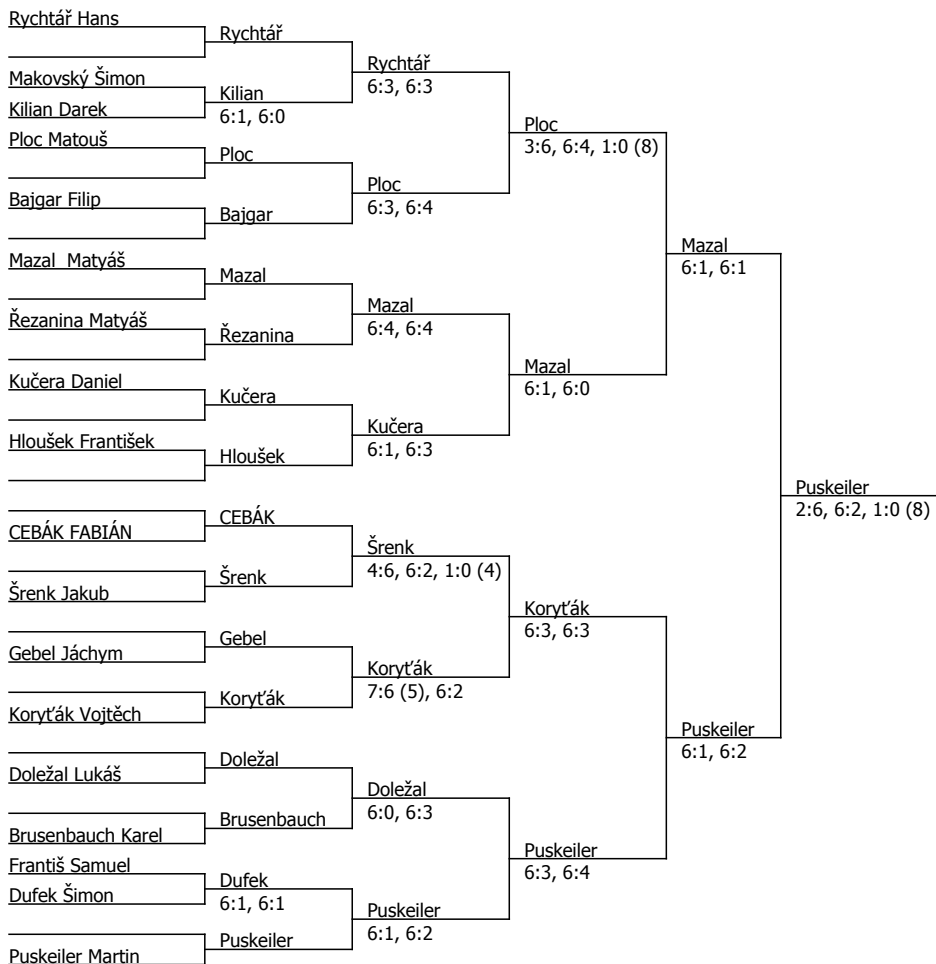 Rychtář Hans
Rychtář
Rychtář
6:3, 6:3
Makovský Šimon
Kilian Darek
Kilian
6:1, 6:0
Ploc
3:6, 6:4, 1:0 (8)
Ploc Matouš
Ploc
Ploc
6:3, 6:4
Bajgar Filip
Bajgar
Mazal
6:1, 6:1
Mazal  Matyáš
Mazal
Mazal
6:4, 6:4
Řezanina Matyáš
Řezanina
Mazal
6:1, 6:0
Kučera Daniel
Kučera
Kučera
6:1, 6:3
Hloušek František
Hloušek
Puskeiler
2:6, 6:2, 1:0 (8)
CEBÁK FABIÁN
CEBÁK
Šrenk
4:6, 6:2, 1:0 (4)
Šrenk Jakub
Šrenk
Koryťák
6:3, 6:3
Gebel Jáchym
Gebel
Koryťák
7:6 (5), 6:2
Koryťák Vojtěch
Koryťák
Puskeiler
6:1, 6:2
Doležal Lukáš
Doležal
Doležal
6:0, 6:3
Brusenbauch Karel
Brusenbauch
Puskeiler
6:3, 6:4
Františ Samuel
Dufek Šimon
Dufek
6:1, 6:1
Puskeiler
6:1, 6:2
Puskeiler Martin
Puskeiler